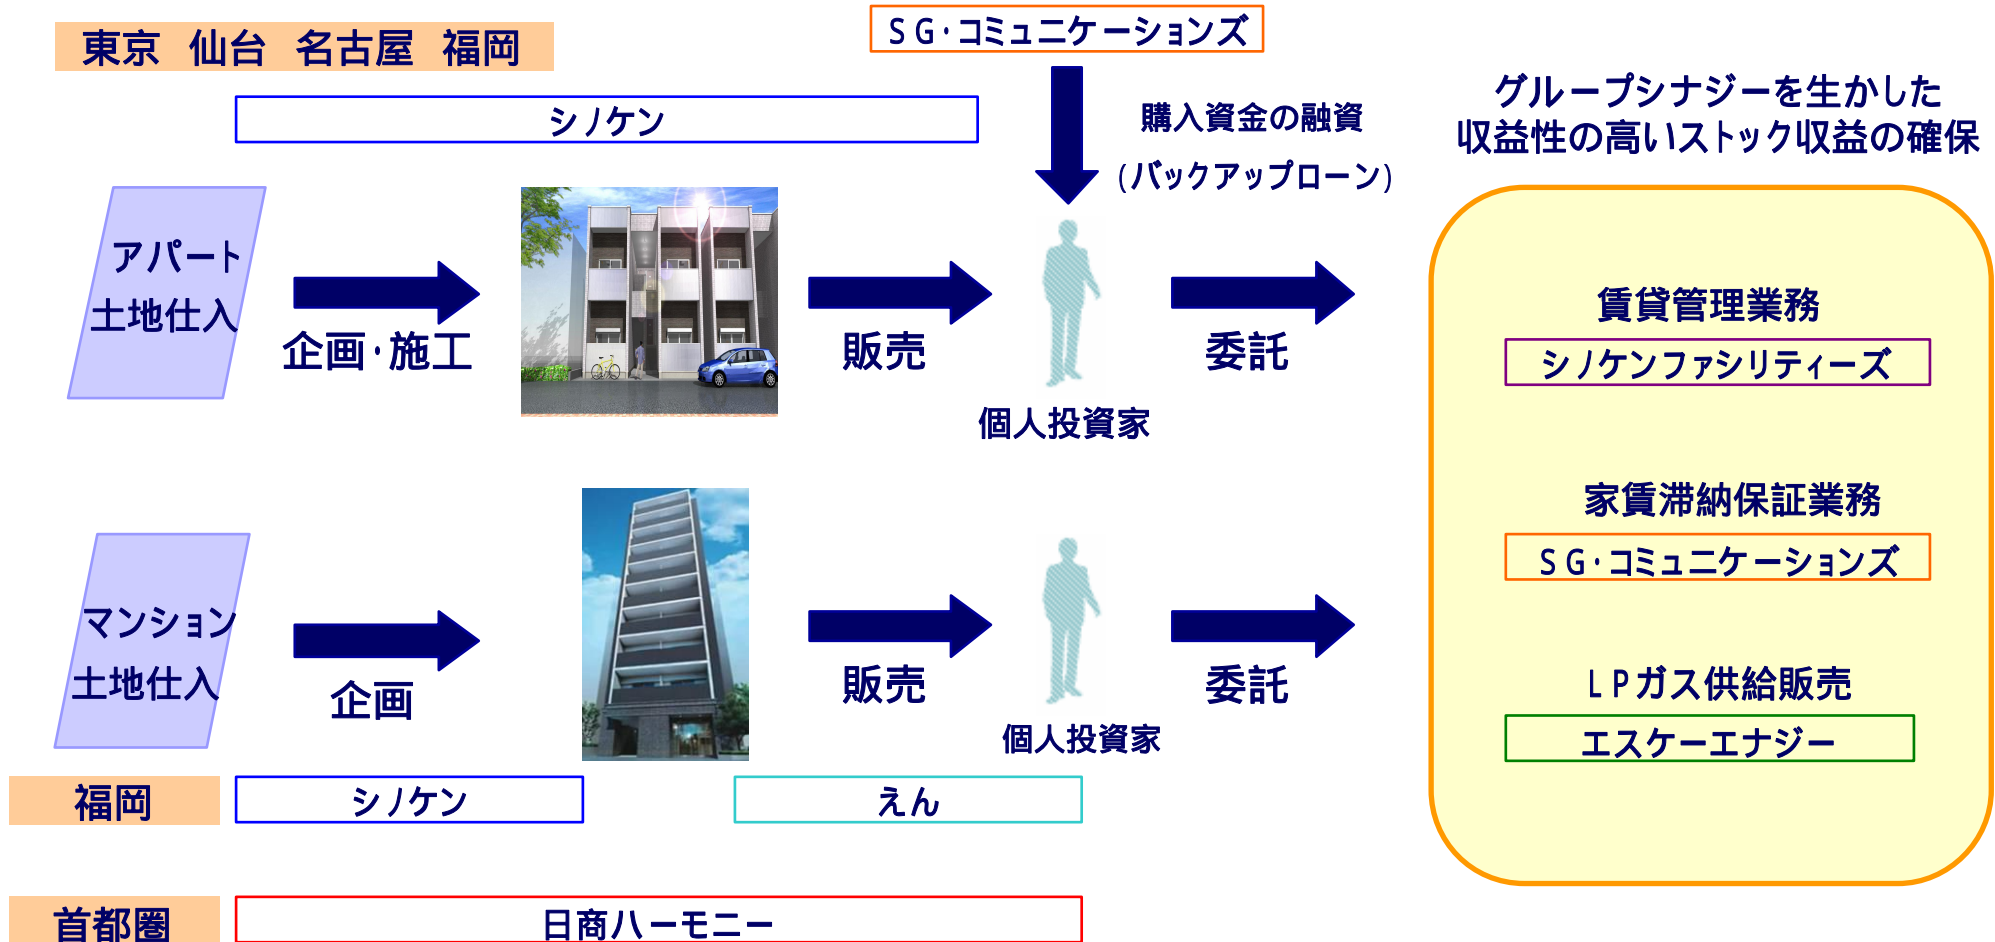 東京 仙台 名古屋 福岡
SG・コミュニケーションズ
シノケン
購入資金の融資
(バックアップローン)
グループシナジーを生かした
収益性の高いストック収益の確保
アパート
土地仕入
企画・施工
販売
個人投資家
委託
賃貸管理業務
シノケンファシリティーズ
家賃滞納保証業務
SG・コミュニケーションズ
LPガス供給販売
エスケーエナジー
マンション
土地仕入
企画
販売
個人投資家
委託
福岡
シノケン
えん
首都圏
日商ハーモニー